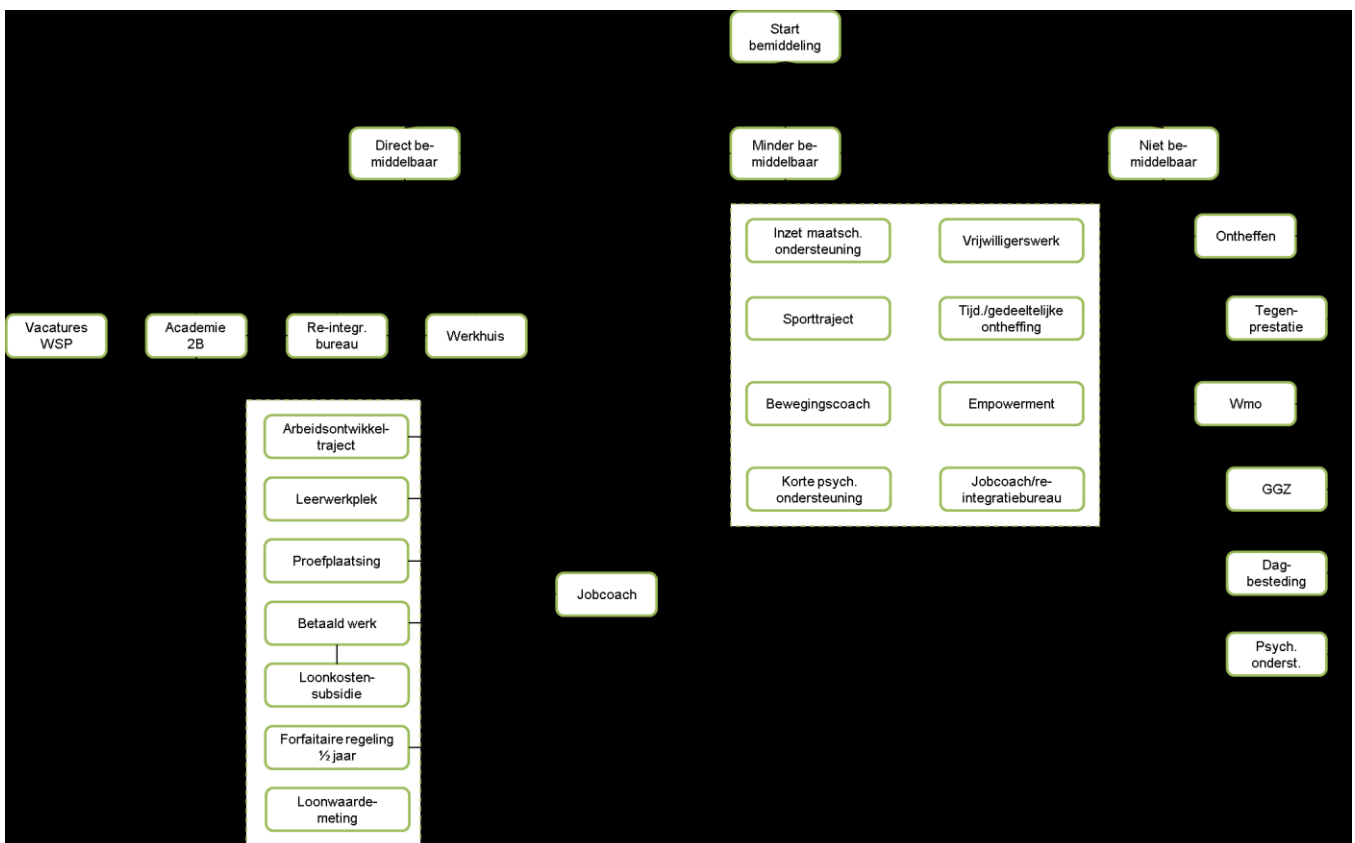 Start
bemiddeling
Direct be-
middelbaar
Minder be-
middelbaar
Niet be-
middelbaar
Vacatures
WSP
Academie
2B
Re-integr.
bureau
Werkhuis
Arbeidsontwikkel-
traject
Leerwerkplek
Proefplaatsing
Betaald werk
Loonkosten-
subsidie
Forfaitaire regeling
½ jaar
Loonwaarde-
meting
Jobcoach
Inzet maatsch.
ondersteuning
Vrijwilligerswerk
Sporttraject
Tijd./gedeeltelijke
ontheffing
Bewegingscoach
Empowerment
Korte psych.
ondersteuning
Jobcoach/re-
integratiebureau
Ontheffen
Tegen-
prestatie
Wmo
GGZ
Dag-
besteding
Psych.
onderst.